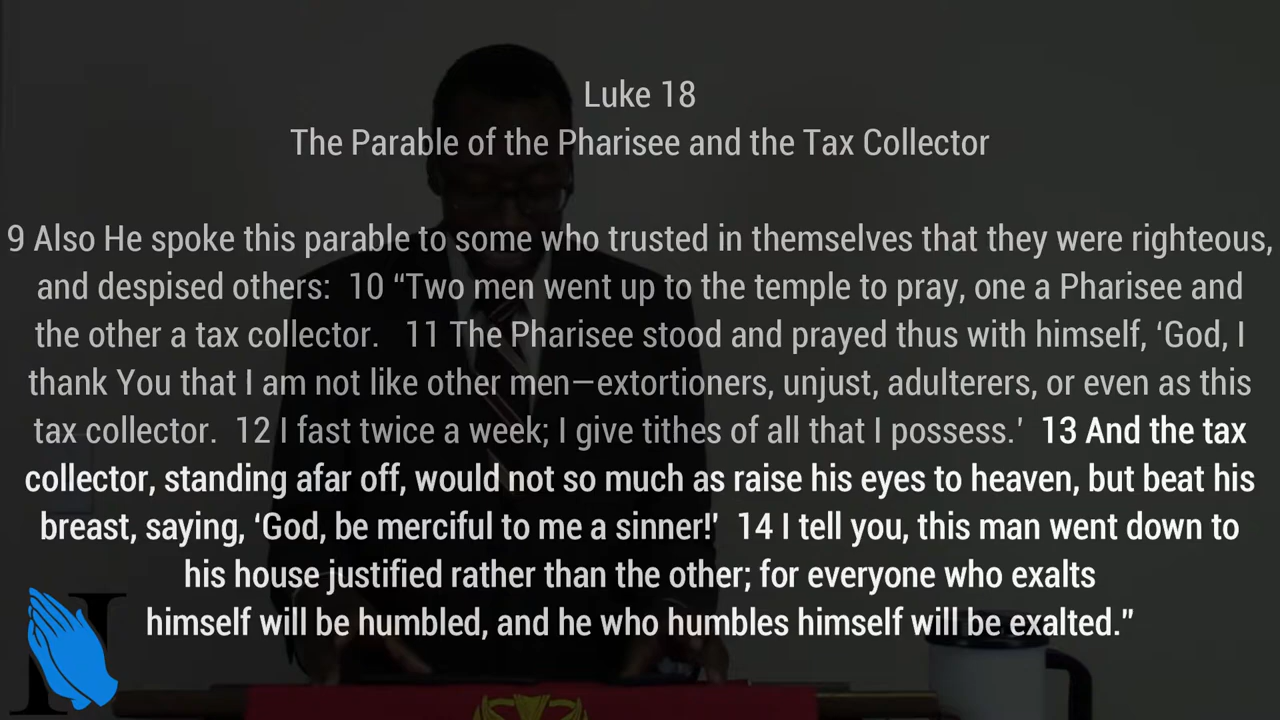 Luke 18
The Parable of the Pharisee and the Tax Collector
9 Also He spoke this parable to some who trusted in themselves that they were righteous,
and despised others:  10 “Two men went up to the temple to pray, one a Pharisee and
the other a tax collector.   11 The Pharisee stood and prayed thus with himself, ‘God, I
thank You that I am not like other men—extortioners, unjust, adulterers, or even as this
tax collector.  12 I fast twice a week; I give tithes of all that I possess.’  13 And the tax
collector, standing afar off, would not so much as raise his eyes to heaven, but beat his
breast, saying, ‘God, be merciful to me a sinner!’  14 I tell you, this man went down to
his house justified rather than the other; for everyone who exalts
himself will be humbled, and he who humbles himself will be exalted.”
N